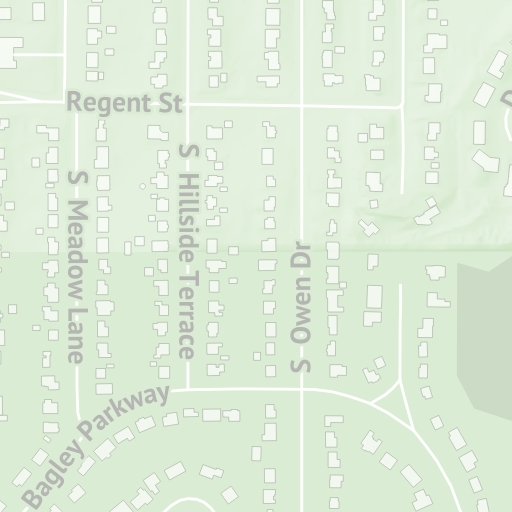 Regent St
S Hillside Terrace
S Meadow Lane
S Owen Dr
Bagley Parkway
D